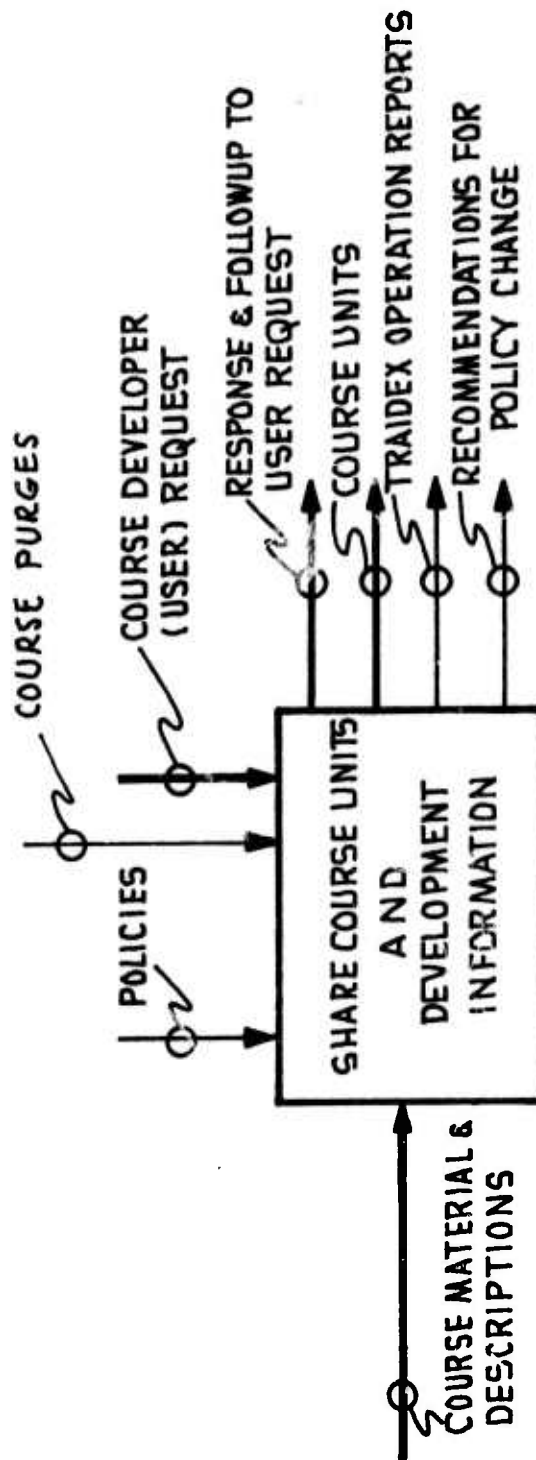 COURSE PURGES
COURSE DEVELOPER
(USER) REQUEST
POLICIES
RESPONSE & FOLLOWUP TO
USER REQUEST
COURSE UNITS
TRAIDEX OPERATION REPORTS
RECOMMENDATIONS FOR
POLICY CHANGE
SHARE COURSE UNITS
AND
DEVELOPMENT
INFORMATION
COURSE MATERIAL &
DESCRIPTIONS